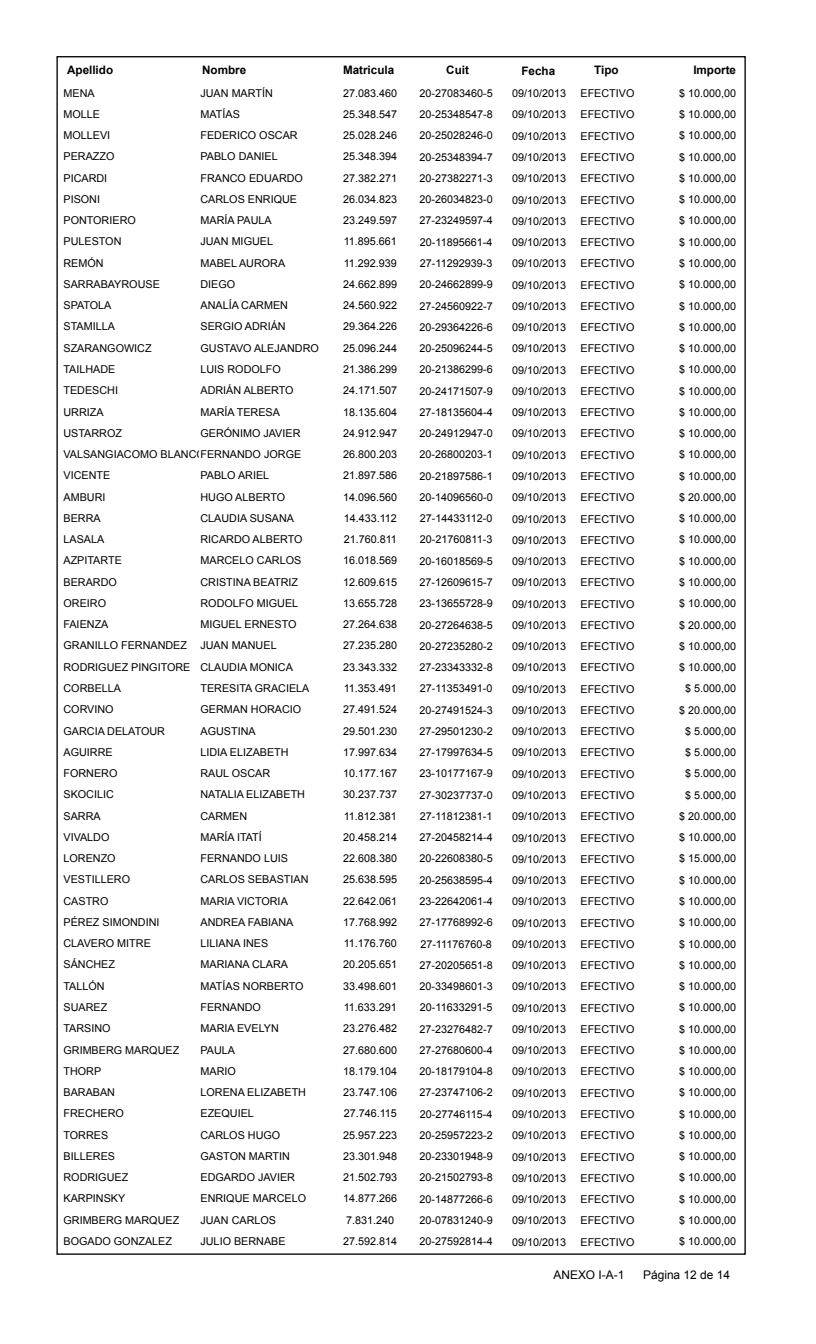 Apellido Nombre Matricula Cuit Fecha Tipo Importe
MENA JUAN MARTÍN 27.083.460 20-27083460-5 09/10/2013 EFECTIVO $ 10.000,00
MOLLE MATÍAS 25.348.547 20-25348547-8 09/10/2013 EFECTIVO $ 10.000,00
MOLLEVI FEDERICO OSCAR 25.028.246 20-25028246-0 09/10/2013 EFECTIVO $ 10.000,00
PERAZZO PABLO DANIEL 25.348.394 20-25348394-7 09/10/2013 EFECTIVO $ 10.000,00
PICARDI FRANCO EDUARDO 27.382.271 20-27382271-3 09/10/2013 EFECTIVO $ 10.000,00
PISONI CARLOS ENRIQUE 26.034.823 20-26034823-0 09/10/2013 EFECTIVO $ 10.000,00
PONTORIERO MARÍA PAULA 23.249.597 27-23249597-4 09/10/2013 EFECTIVO $ 10.000,00
PULESTON JUAN MIGUEL 11.895.661 20-11895661-4 09/10/2013 EFECTIVO $ 10.000,00
REMÓN MABEL AURORA 11.292.939 27-11292939-3 09/10/2013 EFECTIVO $ 10.000,00
SARRABAYROUSE DIEGO 24.662.899 20-24662899-9 09/10/2013 EFECTIVO $ 10.000,00
SPATOLA ANALÍA CARMEN 24.560.922 27-24560922-7 09/10/2013 EFECTIVO $ 10.000,00
STAMILLA SERGIO ADRIÁN 29.364.226 20-29364226-6 09/10/2013 EFECTIVO $ 10.000,00
SZARANGOWICZ GUSTAVO ALEJANDRO 25.096.244 20-25096244-5 09/10/2013 EFECTIVO $ 10.000,00
TAILHADE LUIS RODOLFO 21.386.299 20-21386299-6 09/10/2013 EFECTIVO $ 10.000,00
TEDESCHI ADRIÁN ALBERTO 24.171.507 20-24171507-9 09/10/2013 EFECTIVO $ 10.000,00
URRIZA MARÍA TERESA 18.135.604 27-18135604-4 09/10/2013 EFECTIVO $ 10.000,00
USTARROZ GERÓNIMO JAVIER 24.912.947 20-24912947-0 09/10/2013 EFECTIVO $ 10.000,00
VALSANGIACOMO BLANC FERNANDO JORGE 26.800.203 20-26800203-1 09/10/2013 EFECTIVO $ 10.000,00
VICENTE PABLO ARIEL 21.897.586 20-21897586-1 09/10/2013 EFECTIVO $ 10.000,00
AMBURI HUGO ALBERTO 14.096.560 20-14096560-0 09/10/2013 EFECTIVO $ 20.000,00
BERRA CLAUDIA SUSANA 14.433.112 27-14433112-0 09/10/2013 EFECTIVO $ 10.000,00
LASALA RICARDO ALBERTO 21.760.811 20-21760811-3 09/10/2013 EFECTIVO $ 10.000,00
AZPITARTE MARCELO CARLOS 16.018.569 20-16018569-5 09/10/2013 EFECTIVO $ 10.000,00
BERARDO CRISTINA BEATRIZ 12.609.615 27-12609615-7 09/10/2013 EFECTIVO $ 10.000,00
OREIRO RODOLFO MIGUEL 13.655.728 23-13655728-9 09/10/2013 EFECTIVO $ 10.000,00
FAIENZA MIGUEL ERNESTO 27.264.638 20-27264638-5 09/10/2013 EFECTIVO $ 20.000,00
GRANILLO FERNANDEZ JUAN MANUEL 27.235.280 20-27235280-2 09/10/2013 EFECTIVO $ 10.000,00
RODRIGUEZ PINGITORE CLAUDIA MONICA 23.343.332 27-23343332-8 09/10/2013 EFECTIVO $ 10.000,00
CORBELLA TERESITA GRACIELA 11.353.491 27-11353491-0 09/10/2013 EFECTIVO $ 5.000,00
CORVINO GERMAN HORACIO 27.491.524 20-27491524-3 09/10/2013 EFECTIVO $ 20.000,00
GARCIA DELATOUR AGUSTINA 29.501.230 27-29501230-2 09/10/2013 EFECTIVO $ 5.000,00
AGUIRRE LIDIA ELIZABETH 17.997.634 27-17997634-5 09/10/2013 EFECTIVO $ 5.000,00
FORNERO RAUL OSCAR 10.177.167 23-10177167-9 09/10/2013 EFECTIVO $ 5.000,00
SKOCILIC NATALIA ELIZABETH 30.237.737 27-30237737-0 09/10/2013 EFECTIVO $ 5.000,00
SARRA CARMEN 11.812.381 27-11812381-1 09/10/2013 EFECTIVO $ 20.000,00
VIVALDO MARÍA ITATÍ 20.458.214 27-20458214-4 09/10/2013 EFECTIVO $ 10.000,00
LORENZO FERNANDO LUIS 22.608.380 20-22608380-5 09/10/2013 EFECTIVO $ 15.000,00
VESTILLERO CARLOS SEBASTIAN 25.638.595 20-25638595-4 09/10/2013 EFECTIVO $ 10.000,00
CASTRO MARIA VICTORIA 22.642.061 23-22642061-4 09/10/2013 EFECTIVO $ 10.000,00
PÉREZ SIMONDINI ANDREA FABIANA 17.768.992 27-17768992-6 09/10/2013 EFECTIVO $ 10.000,00
CLAVERO MITRE LILIANA INES 11.176.760 27-11176760-8 09/10/2013 EFECTIVO $ 10.000,00
SÁNCHEZ MARIANA CLARA 20.205.651 27-20205651-8 09/10/2013 EFECTIVO $ 10.000,00
TALLÓN MATÍAS NORBERTO 33.498.601 20-33498601-3 09/10/2013 EFECTIVO $ 10.000,00
SUAREZ FERNANDO 11.633.291 20-11633291-5 09/10/2013 EFECTIVO $ 10.000,00
TARSINO MARIA EVELYN 23.276.482 27-23276482-7 09/10/2013 EFECTIVO $ 10.000,00
GRIMBERG MARQUEZ PAULA 27.680.600 27-27680600-4 09/10/2013 EFECTIVO $ 10.000,00
THORP MARIO 18.179.104 20-18179104-8 09/10/2013 EFECTIVO $ 10.000,00
BARABAN LORENA ELIZABETH 23.747.106 27-23747106-2 09/10/2013 EFECTIVO $ 10.000,00
FRECHERO EZEQUIEL 27.746.115 20-27746115-4 09/10/2013 EFECTIVO $ 10.000,00
TORRES CARLOS HUGO 25.957.223 20-25957223-2 09/10/2013 EFECTIVO $ 10.000,00
BILLERES GASTON MARTIN 23.301.948 20-23301948-9 09/10/2013 EFECTIVO $ 10.000,00
RODRIGUEZ EDGARDO JAVIER 21.502.793 20-21502793-8 09/10/2013 EFECTIVO $ 10.000,00
KARPINSKY ENRIQUE MARCELO 14.877.266 20-14877266-6 09/10/2013 EFECTIVO $ 10.000,00
GRIMBERG MARQUEZ JUAN CARLOS 7.831.240 20-07831240-9 09/10/2013 EFECTIVO $ 10.000,00
BOGADO GONZALEZ JULIO BERNABE 27.592.814 20-27592814-4 09/10/2013 EFECTIVO $ 10.000,00
ANEXO I-A-1 Página 12 de 14